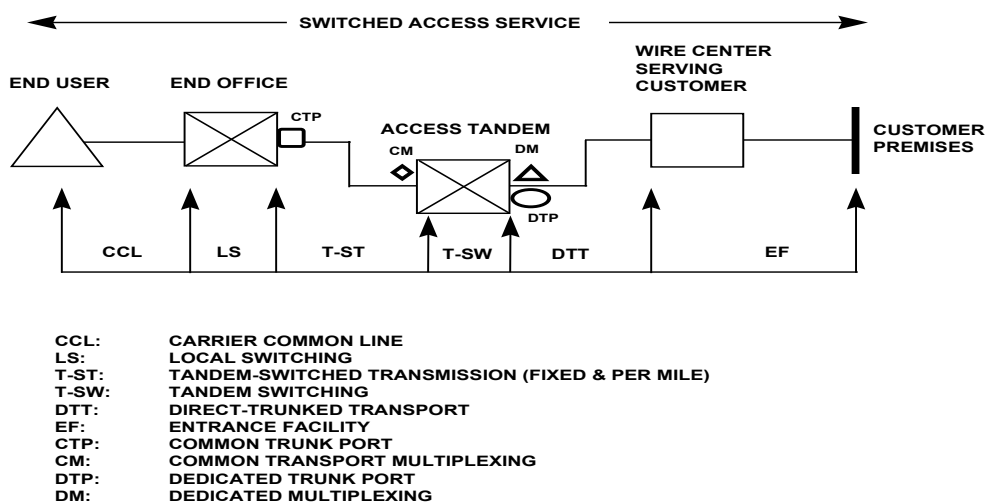 SWITCHED ACCESS SERVICE
WIRE CENTER
SERVING
CUSTOMER
END USER
END OFFICE
CTP
ACCESS TANDEM
CM
DM
CUSTOMER
PREMISES
DTP
CCL
LS
T-ST
T-SW
DTT
EF
CCL: CARRIER COMMON LINE
LS: LOCAL SWITCHING
T-ST: TANDEM-SWITCHED TRANSMISSION (FIXED & PER MILE)
T-SW: TANDEM SWITCHING
DTT: DIRECT-TRUNKED TRANSPORT
EF: ENTRANCE FACILITY
CTP: COMMON TRUNK PORT
CM: COMMON TRANSPORT MULTIPLEXING
DTP: DEDICATED TRUNK PORT
DM: DEDICATED MULTIPLEXING